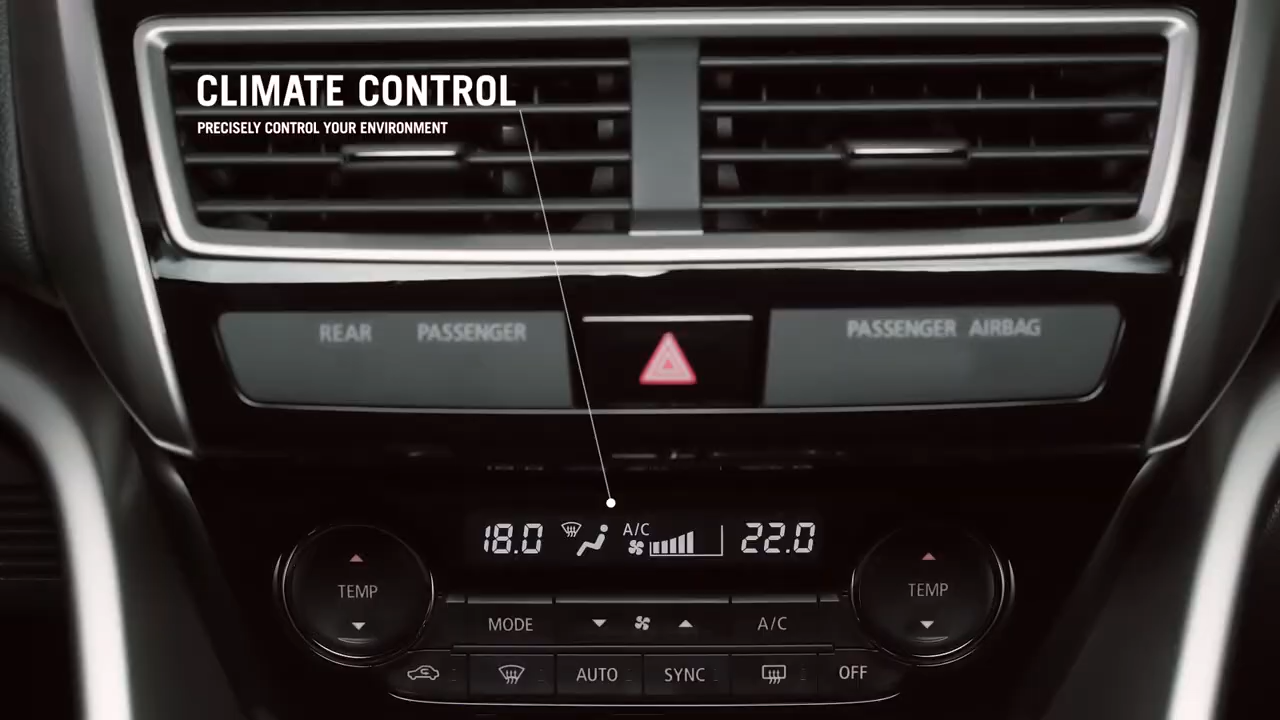 CLIMATE CONTROL
PRECISELY CONTROL YOUR ENVIRONMENT
REAR PASSENGER
PASSENGER AIRBAG
18.0 A/C 22.0
TEMP
TEMP
MODE A/C
AUTO SYNC OFF